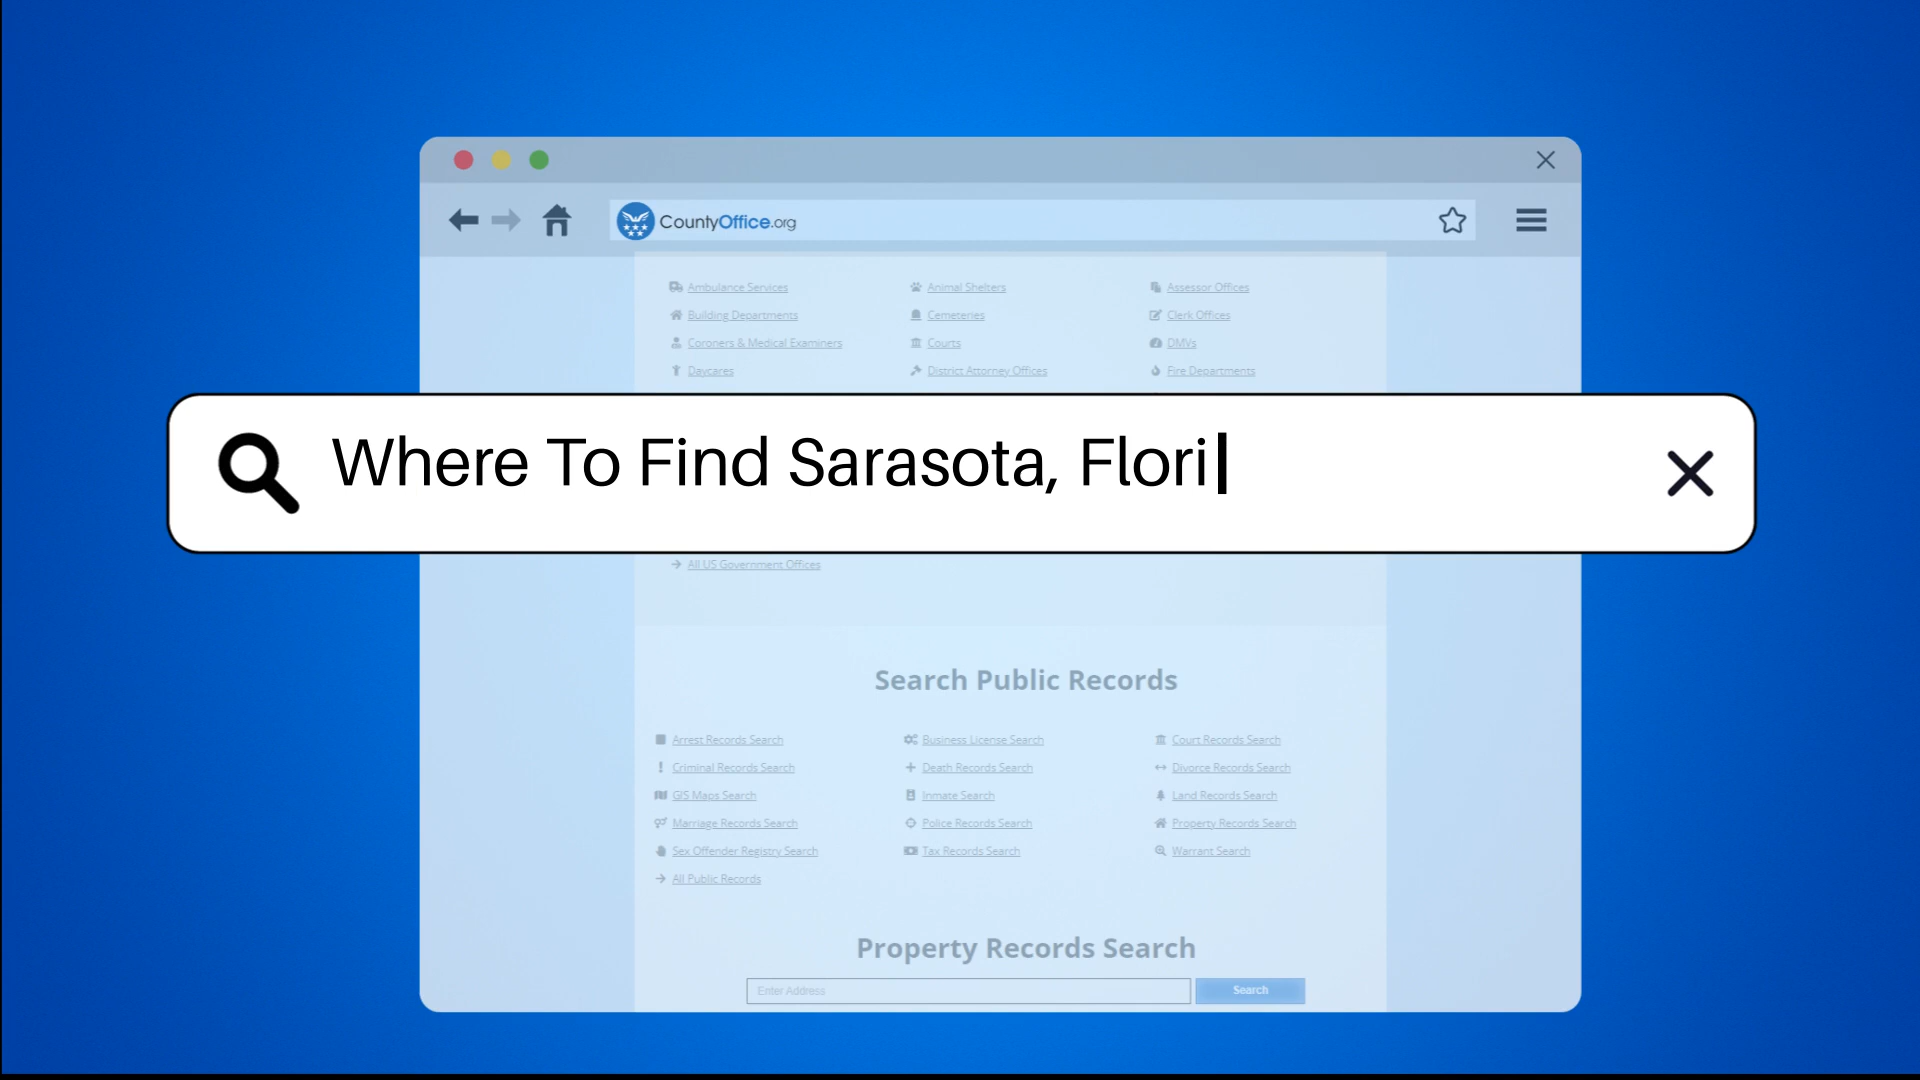 CountyOffice.org
Ambulance Services Animal Shelters Assessor Offices
Building Departments Cemeteries Clerk Offices
Coroners & Medical Examiners Courts DMVs
Daycares District Attorney Offices Fire Departments
Where To Find Sarasota, Flori
All US Government Offices
Search Public Records
Arrest Records Search Business License Search Court Records Search
Criminal Records Search Death Records Search Divorce Records Search
GIS Maps Search Inmate Search Land Records Search
Marriage Records Search Police Records Search Property Records Search
Sex Offender Registry Search Tax Records Search Warrant Search
All Public Records
Property Records Search
Enter Address Search